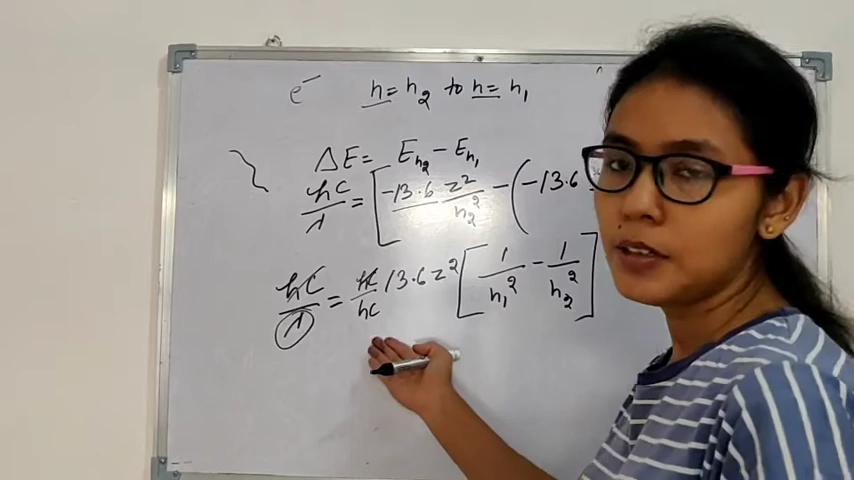 e⁻ n = n₂ to n = n₁
ΔE = Eₙ₂ - Eₙ₁
hc/λ = [-13.6 z²/n₂² - (-13.6
hc/λ = hc/hc 13.6 z² [1/n₁² - 1/n₂²]